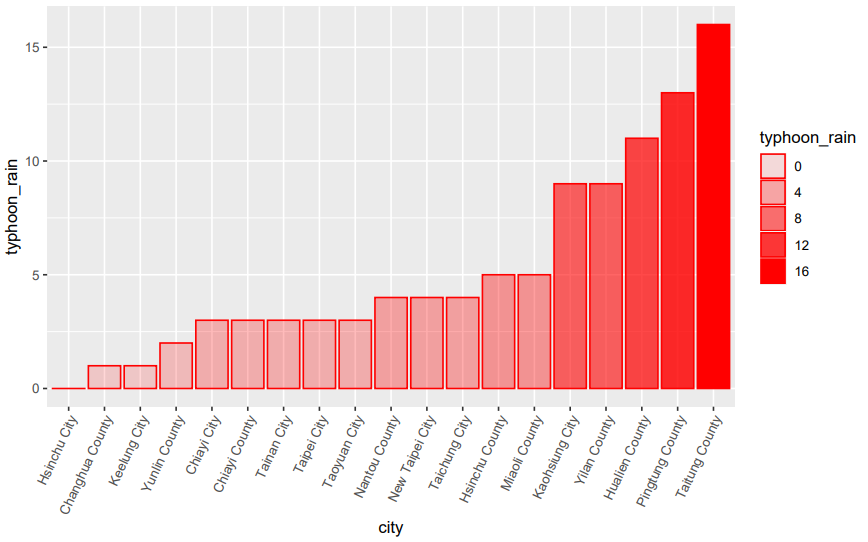 typhoon_rain
15
10
5
0
Hsinchu City
Changhua County
Keelung City
Yunlin County
Chiayi City
Chiayi County
Tainan City
Taipei City
Taoyuan City
Nantou County
New Taipei City
Taichung City
Hsinchu County
Miaoli County
Kaohsiung City
Yilan County
Hualien County
Pingtung County
Taitung County
city
typhoon_rain
0
4
8
12
16